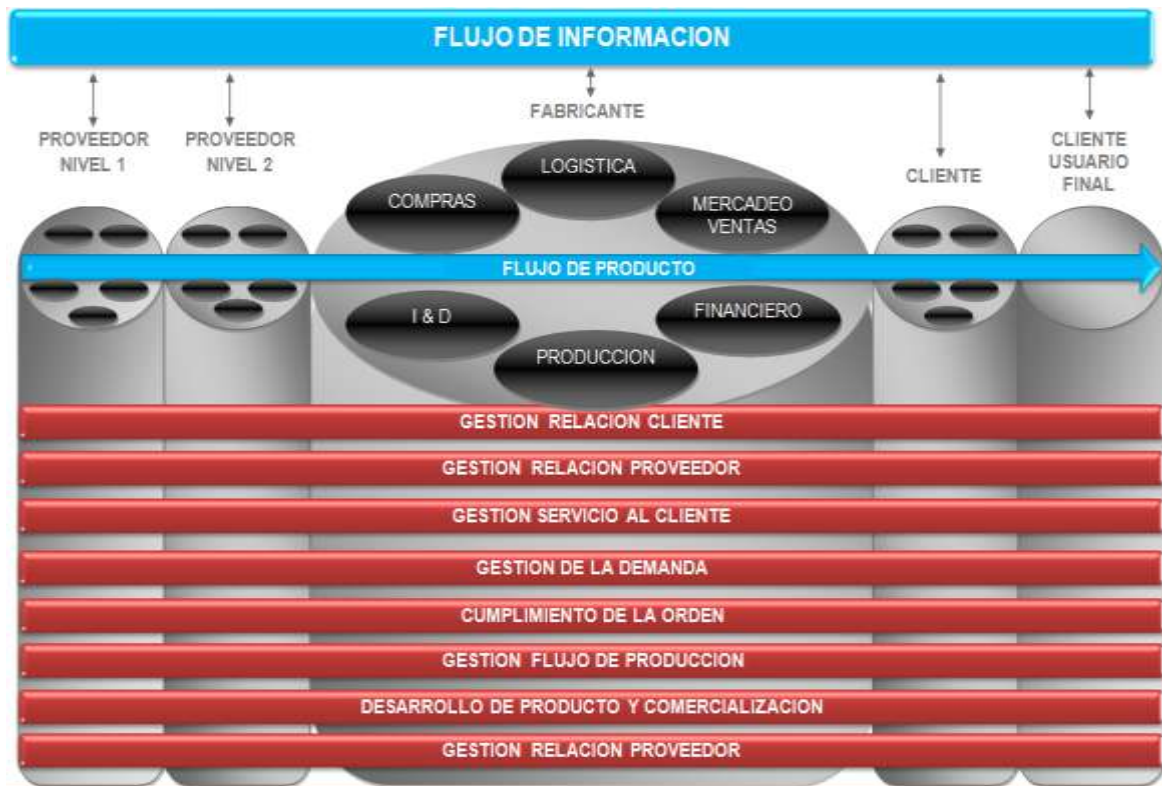 FLUJO DE INFORMACION
FABRICANTE
PROVEEDOR
NIVEL 1
PROVEEDOR
NIVEL 2
CLIENTE
CLIENTE
USUARIO
FINAL
LOGISTICA
COMPRAS
MERCADEO
VENTAS
FLUJO DE PRODUCTO
I & D
FINANCIERO
PRODUCCION
GESTION RELACION CLIENTE
GESTION RELACION PROVEEDOR
GESTION SERVICIO AL CLIENTE
GESTION DE LA DEMANDA
CUMPLIMIENTO DE LA ORDEN
GESTION FLUJO DE PRODUCCION
DESARROLLO DE PRODUCTO Y COMERCIALIZACION
GESTION RELACION PROVEEDOR